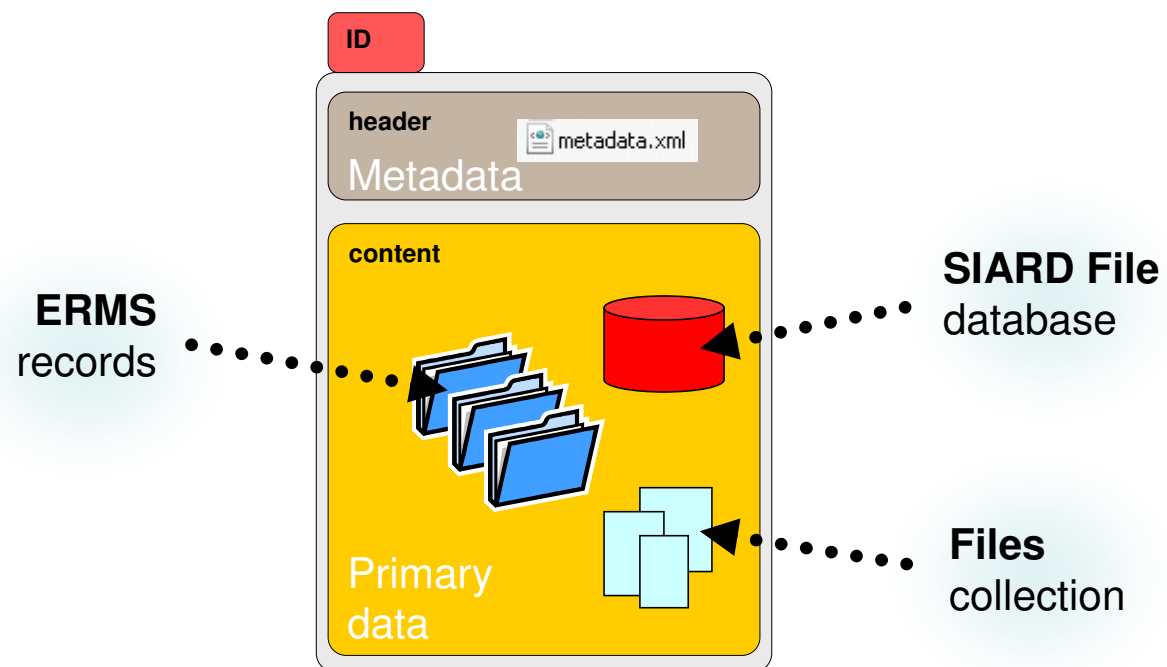 ID
header
metadata.xml
Metadata
content
ERMS
records
SIARD File
database
Files
collection
Primary
data